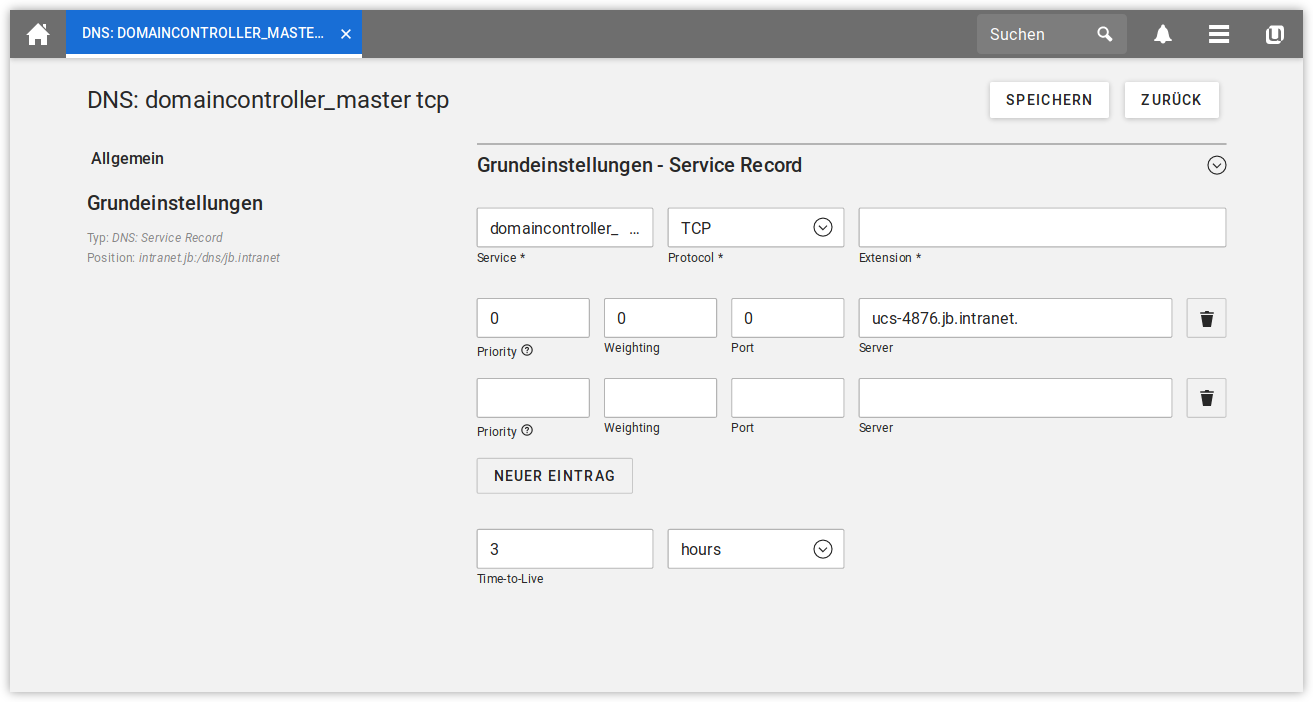 DNS: DOMAINCONTROLLER_MASTE... ×
Suchen
DNS: domaincontroller_master tcp
SPEICHERN ZURÜCK
Allgemein
Grundeinstellungen
Typ: DNS: Service Record
Position: intranet.jb:/dns/jb.intranet
Grundeinstellungen - Service Record
domaincontroller_ ... TCP
Service * Protocol * Extension *
0 0 0 ucs-4876.jb.intranet.
Priority ? Weighting Port Server
Priority ? Weighting Port Server
NEUER EINTRAG
3 hours
Time-to-Live